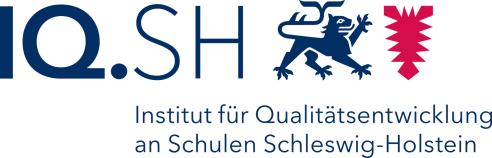 IQ.SH
Institut für Qualitätsentwicklung
an Schulen Schleswig-Holstein